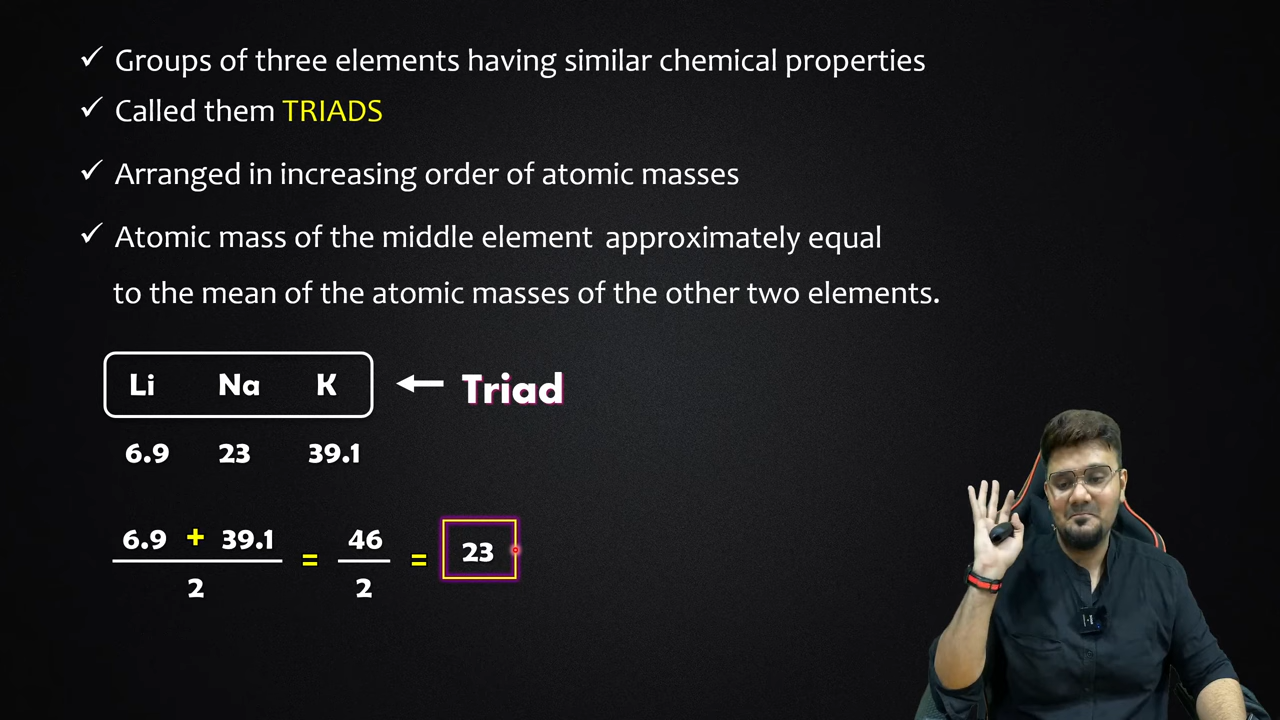 ✓ Groups of three elements having similar chemical properties
✓ Called them TRIADS
✓ Arranged in increasing order of atomic masses
✓ Atomic mass of the middle element approximately equal
to the mean of the atomic masses of the other two elements.
Li Na K ← Triad
6.9 23 39.1
6.9 + 39.1 = 46 = 23
2 2